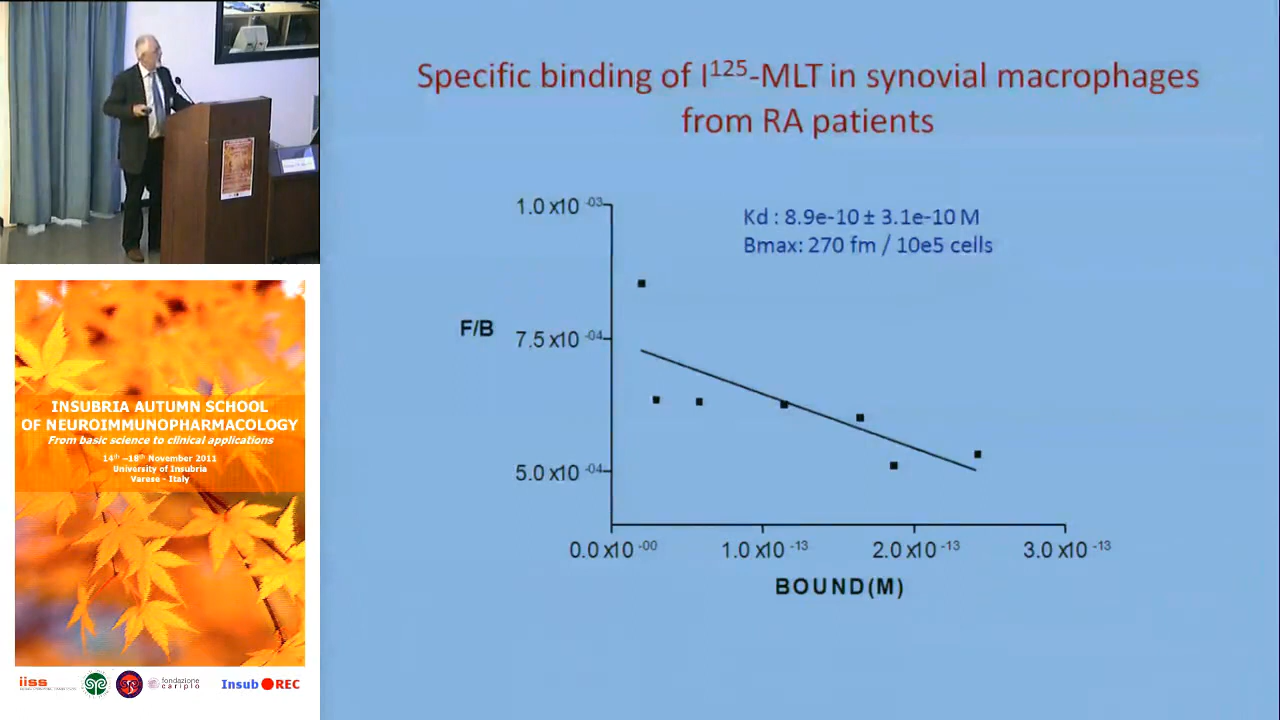 Specific binding of I¹²⁵-MLT in synovial macrophages
from RA patients
Kd : 8.9e-10 ± 3.1e-10 M
Bmax: 270 fm / 10e5 cells
1.0x10 -03
F/B
7.5x10 -04
5.0x10 -04
0.0x10 -00
1.0x10 -13
2.0x10 -13
3.0x10 -13
BOUND(M)
INSUBRIA AUTUMN SCHOOL
OF NEUROIMMUNOPHARMACOLOGY
From basic science to clinical applications
14th –18th November 2011
University of Insubria
Varese - Italy
iiss
fondazione
cariplo
Insub REC